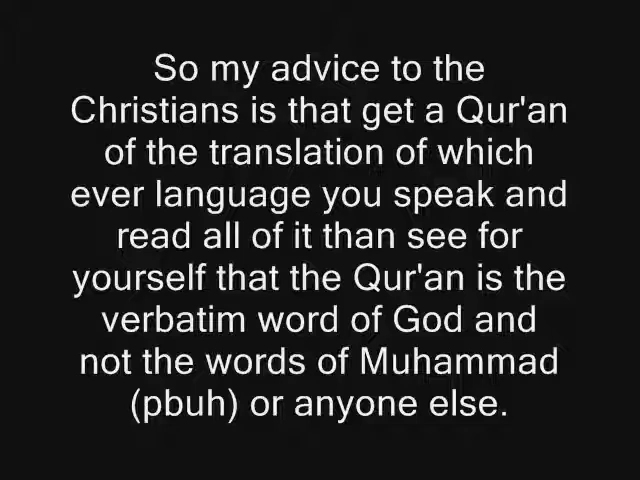 So my advice to the
Christians is that get a Qur'an
of the translation of which
ever language you speak and
read all of it than see for
yourself that the Qur'an is the
verbatim word of God and
not the words of Muhammad
(pbuh) or anyone else.